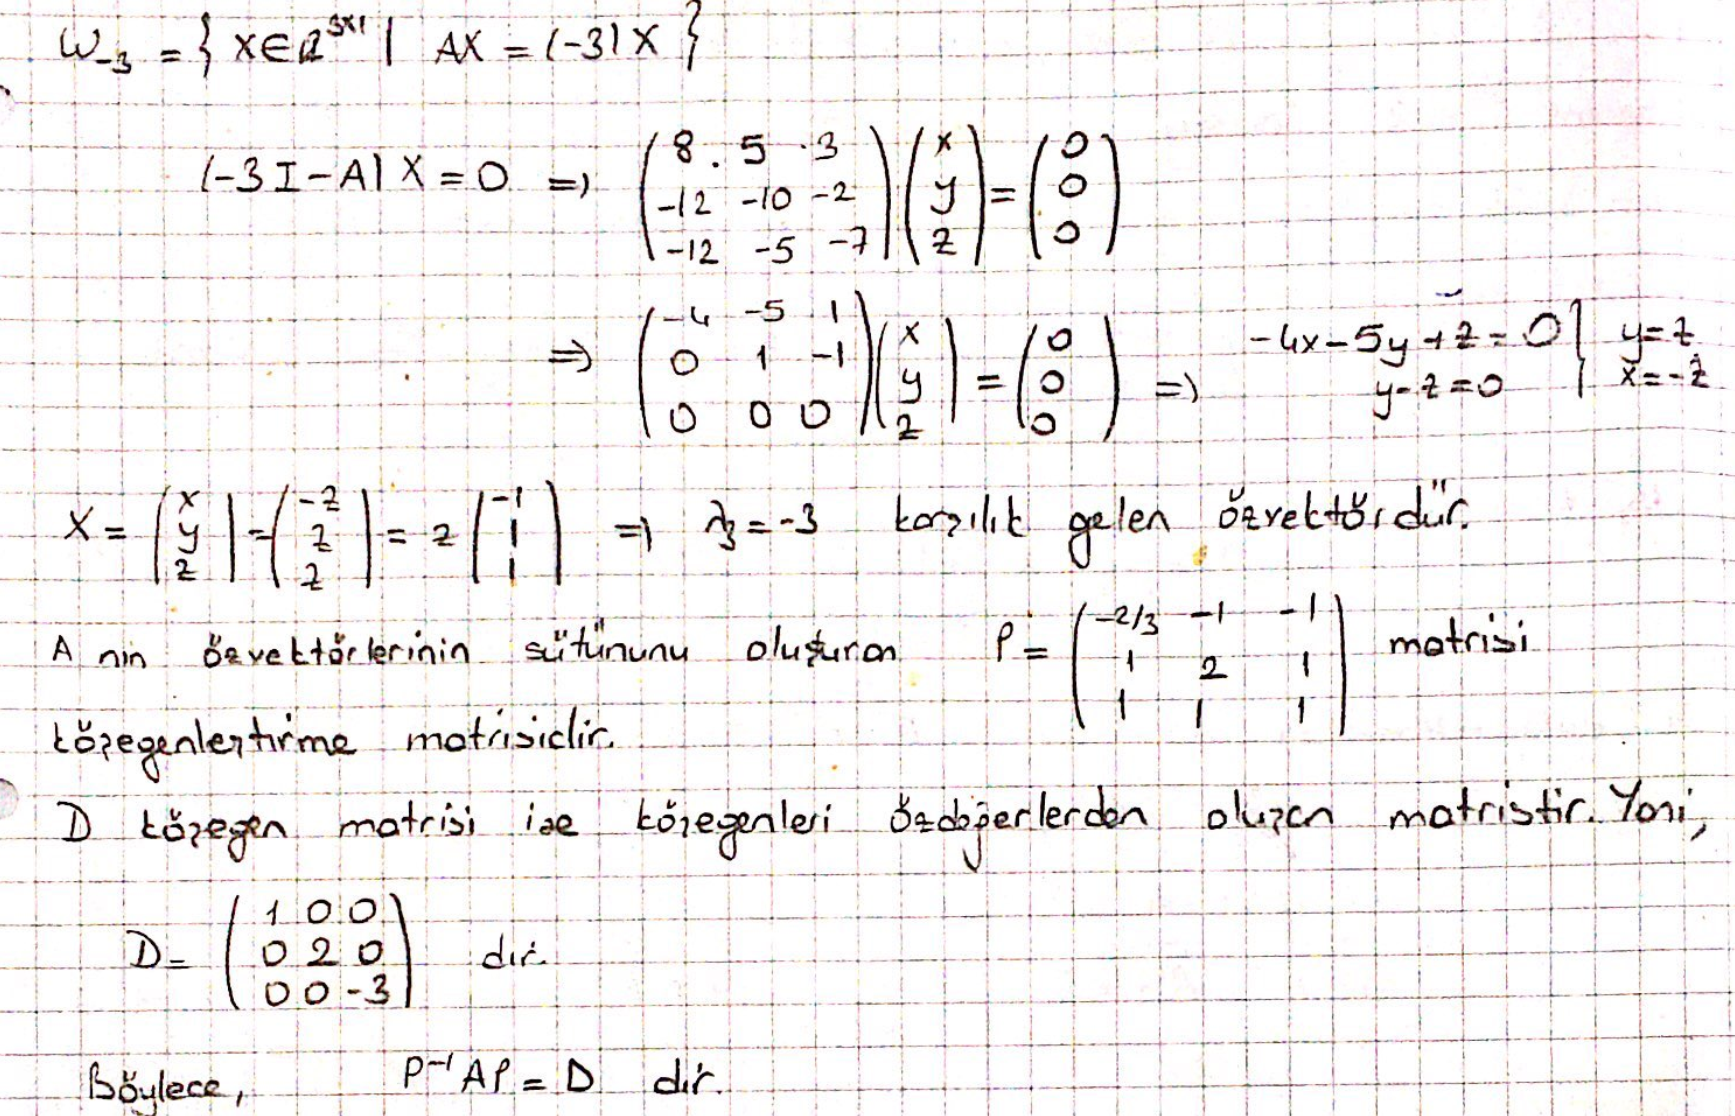 W₋₃ = { X∈R³ˣ¹ | AX = (-3)X }
(-3I-A)X = 0 => (8 5 3; -12 -10 -2; -12 -5 -7) (x; y; z) = (0; 0; 0)
=> (-4 -5 1; 0 1 -1; 0 0 0) (x; y; z) = (0; 0; 0) => -4x-5y+z=0, y-z=0 } y=z, x=-z
X = (x; y; z) = (-z; z; z) = z (-1; 1; 1) => λ₃ = -3 karşılık gelen özvektördür.
A nın özvektörlerinin sütününu oluşturan P = (-2/3 -1 -1; 1 2 1; 1 1 1) matrisi
köşegenleştirme matrisidir.
D köşegen matrisi ise köşegenleri özdeğerlerden oluşan matristir. Yani,
D = (1 0 0; 0 2 0; 0 0 -3) dır.
Böylece, P⁻¹AP = D dır.